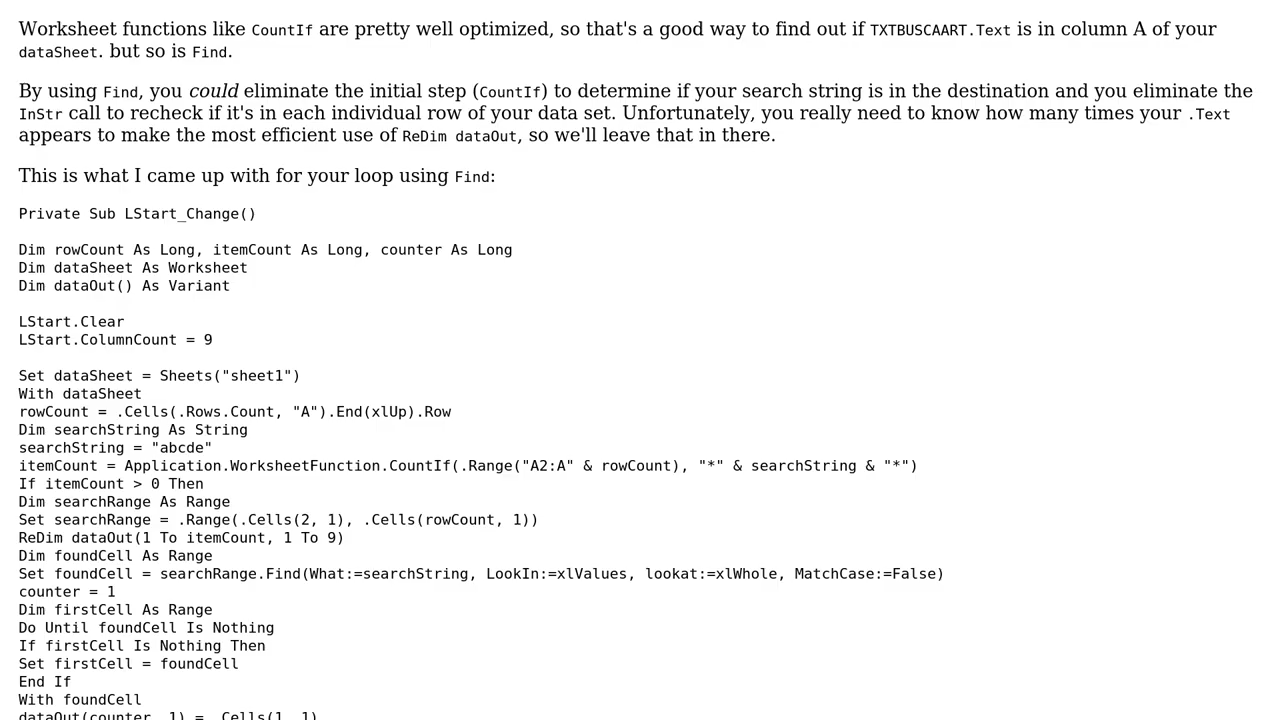 Worksheet functions like CountIf are pretty well optimized, so that's a good way to find out if TXTBUSCAART.Text is in column A of your
dataSheet. but so is Find.
By using Find, you could eliminate the initial step (CountIf) to determine if your search string is in the destination and you eliminate the
InStr call to recheck if it's in each individual row of your data set. Unfortunately, you really need to know how many times your .Text
appears to make the most efficient use of ReDim dataOut, so we'll leave that in there.
This is what I came up with for your loop using Find:
Private Sub LStart_Change()
Dim rowCount As Long, itemCount As Long, counter As Long
Dim dataSheet As Worksheet
Dim dataOut() As Variant
LStart.Clear
LStart.ColumnCount = 9
Set dataSheet = Sheets("sheet1")
With dataSheet
rowCount = .Cells(.Rows.Count, "A").End(xlUp).Row
Dim searchString As String
searchString = "abcde"
itemCount = Application.WorksheetFunction.CountIf(.Range("A2:A" & rowCount), "*" & searchString & "*")
If itemCount > 0 Then
Dim searchRange As Range
Set searchRange = .Range(.Cells(2, 1), .Cells(rowCount, 1))
ReDim dataOut(1 To itemCount, 1 To 9)
Dim foundCell As Range
Set foundCell = searchRange.Find(What:=searchString, LookIn:=xlValues, lookat:=xlWhole, MatchCase:=False)
counter = 1
Dim firstCell As Range
Do Until foundCell Is Nothing
If firstCell Is Nothing Then
Set firstCell = foundCell
End If
With foundCell
dataOut(counter, 1) = .Cells(1, 1)